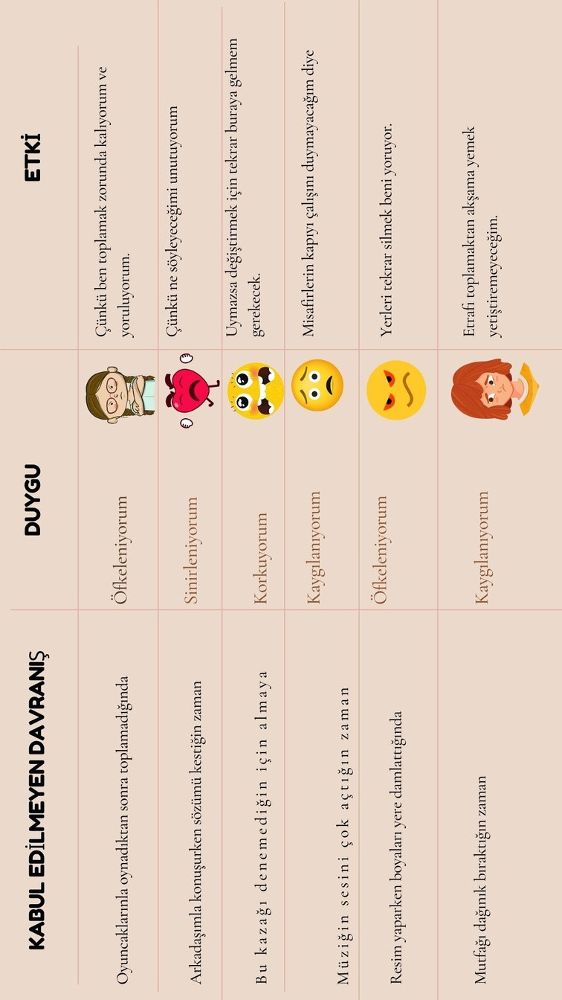 KABUL EDİLMEYEN DAVRANIŞ
DUYGU
ETKİ
Oyuncaklarınla oynadıktan sonra toplamadığında
Öfkeleniyorum
Çünkü ben toplamak zorunda kalıyorum ve
yoruluyorum.
Arkadaşımla konuşurken sözümü kestiğin zaman
Sinirleniyorum
Çünkü ne söyleyeceğimi unutuyorum
Bu kazağı denemediğin için almaya
Korkuyorum
Uymazsa değiştirmek için tekrar buraya gelmem
gerekecek.
Müziğin sesini çok açtığın zaman
Kaygılanıyorum
Misafirlerin kapıyı çalışını duymayacağım diye
Resim yaparken boyaları yere damlattığında
Öfkeleniyorum
Yerleri tekrar silmek beni yoruyor.
Mutfağı dağınık bıraktığın zaman
Kaygılanıyorum
Etrafı toplamaktan akşama yemek
yetiştiremeyeceğim.